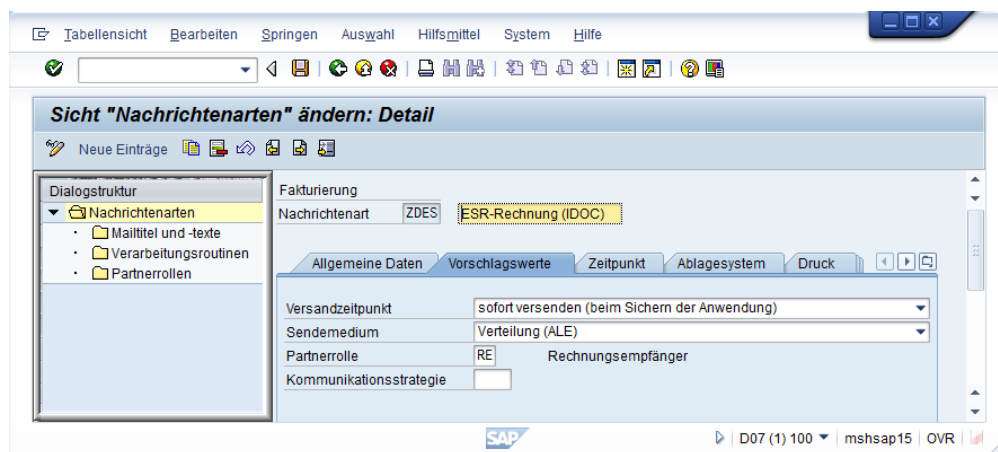 Tabellensicht Bearbeiten Springen Auswahl Hilfsmittel System Hilfe
Sicht "Nachrichtenarten" ändern: Detail
Neue Einträge
Dialogstruktur
Nachrichtenarten
Mailtitel und -texte
Verarbeitungsroutinen
Partnerrollen
Fakturierung
Nachrichtenart ZDES ESR-Rechnung (IDOC)
Allgemeine Daten Vorschlagswerte Zeitpunkt Ablagesystem Druck
Versandzeitpunkt sofort versenden (beim Sichern der Anwendung)
Sendemedium Verteilung (ALE)
Partnerrolle RE Rechnungsempfänger
Kommunikationsstrategie
SAP D07 (1) 100 mshsap15 OVR